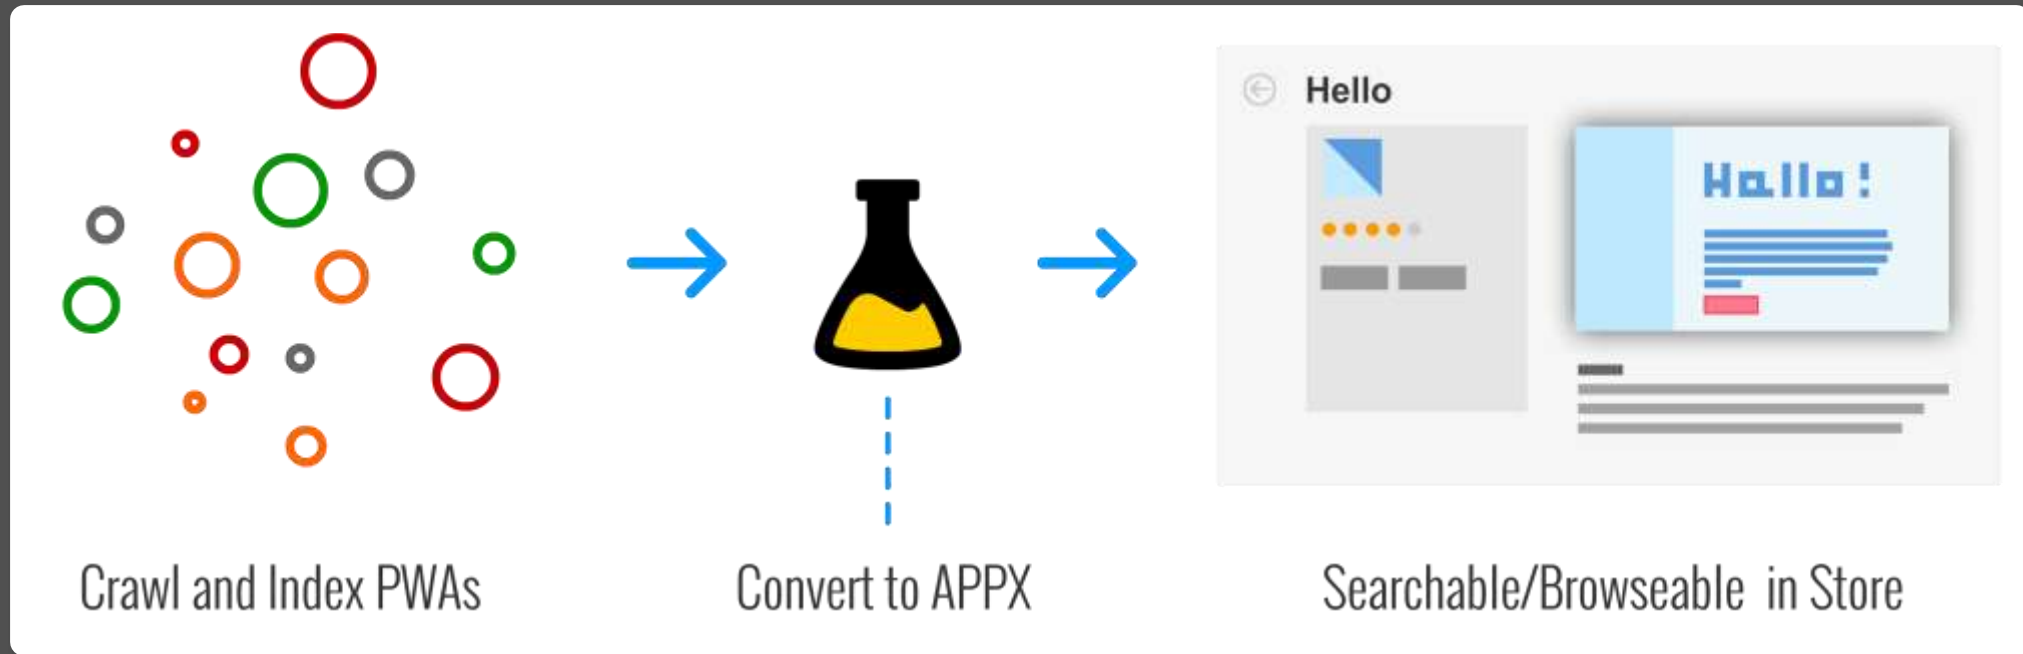 Hello
Hallo!
Crawl and Index PWAs
Convert to APPX
Searchable/Browseable in Store